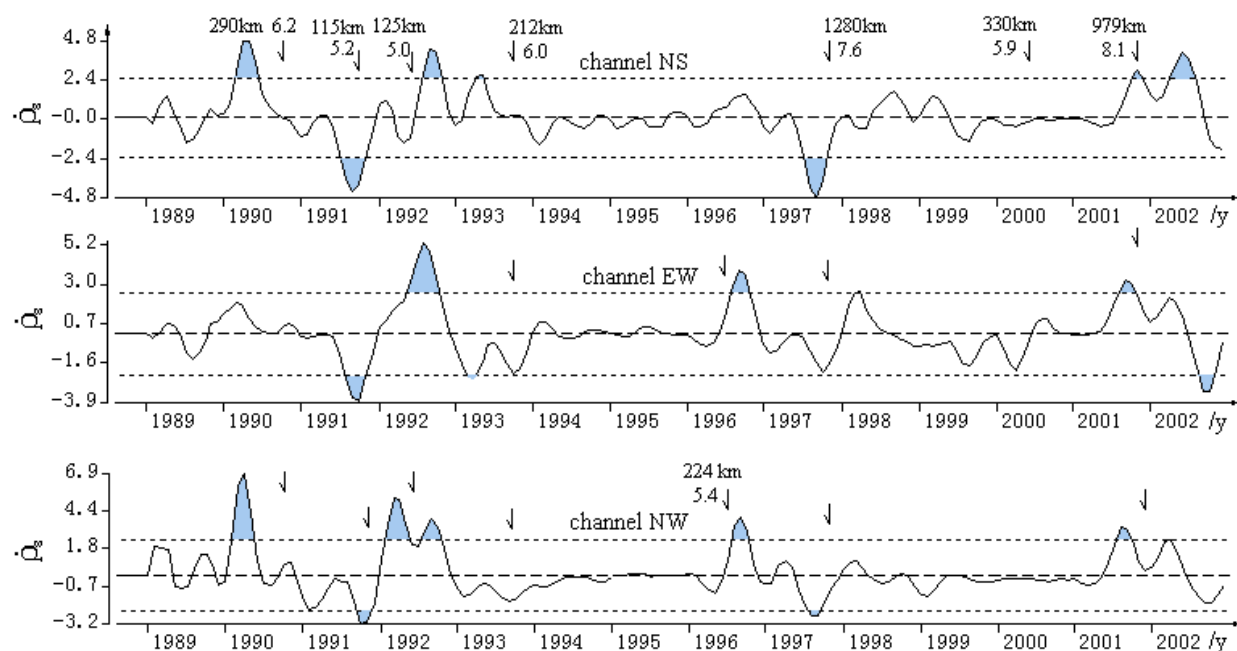 290km 6.2 115km 125km 212km 1280km 330km 979km
5.2 5.0 6.0 7.6 5.9 8.1
4.8
channel NS
2.4
ρ̇s -0.0
-2.4
-4.8
1989 1990 1991 1992 1993 1994 1995 1996 1997 1998 1999 2000 2001 2002 /y
5.2
channel EW
3.0
ρ̇s 0.7
-1.6
-3.9
1989 1990 1991 1992 1993 1994 1995 1996 1997 1998 1999 2000 2001 2002 /y
224 km
6.9
5.4
4.4
channel NW
1.8
ρ̇s -0.7
-3.2
1989 1990 1991 1992 1993 1994 1995 1996 1997 1998 1999 2000 2001 2002 /y